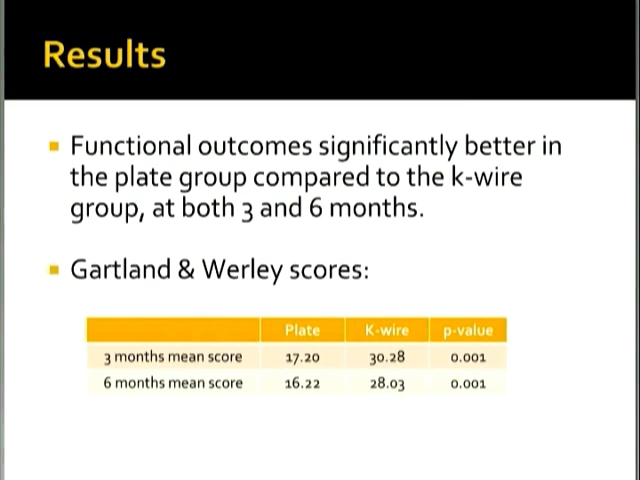 Results
Functional outcomes significantly better in
the plate group compared to the k-wire
group, at both 3 and 6 months.
Gartland & Werley scores:
Plate K-wire p-value
3 months mean score 17.20 30.28 0.001
6 months mean score 16.22 28.03 0.001